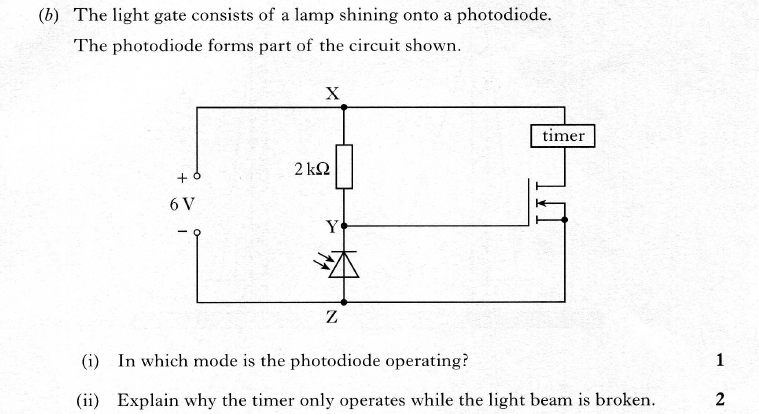 (b) The light gate consists of a lamp shining onto a photodiode.
The photodiode forms part of the circuit shown.
X
timer
2 kΩ
+
6 V
Y
−
Z
(i) In which mode is the photodiode operating? 1
(ii) Explain why the timer only operates while the light beam is broken. 2